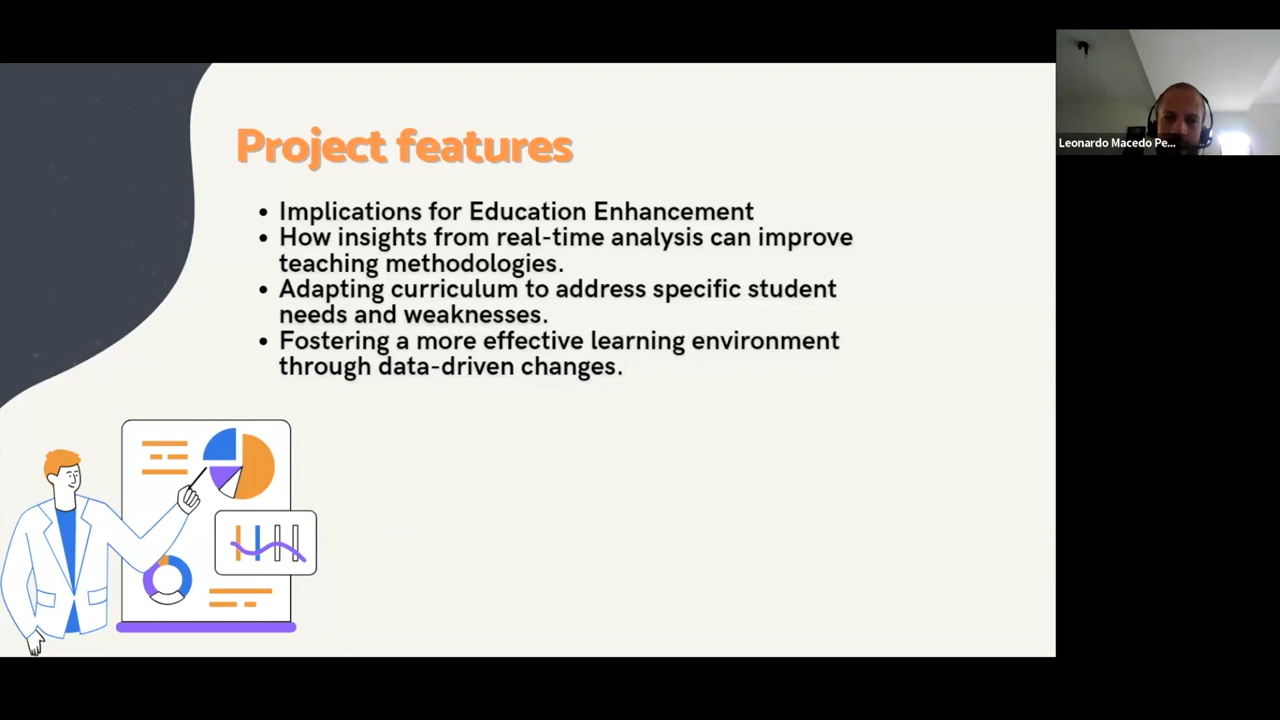 Project features
• Implications for Education Enhancement
• How insights from real-time analysis can improve
teaching methodologies.
• Adapting curriculum to address specific student
needs and weaknesses.
• Fostering a more effective learning environment
through data-driven changes.
Leonardo Macedo Pe...